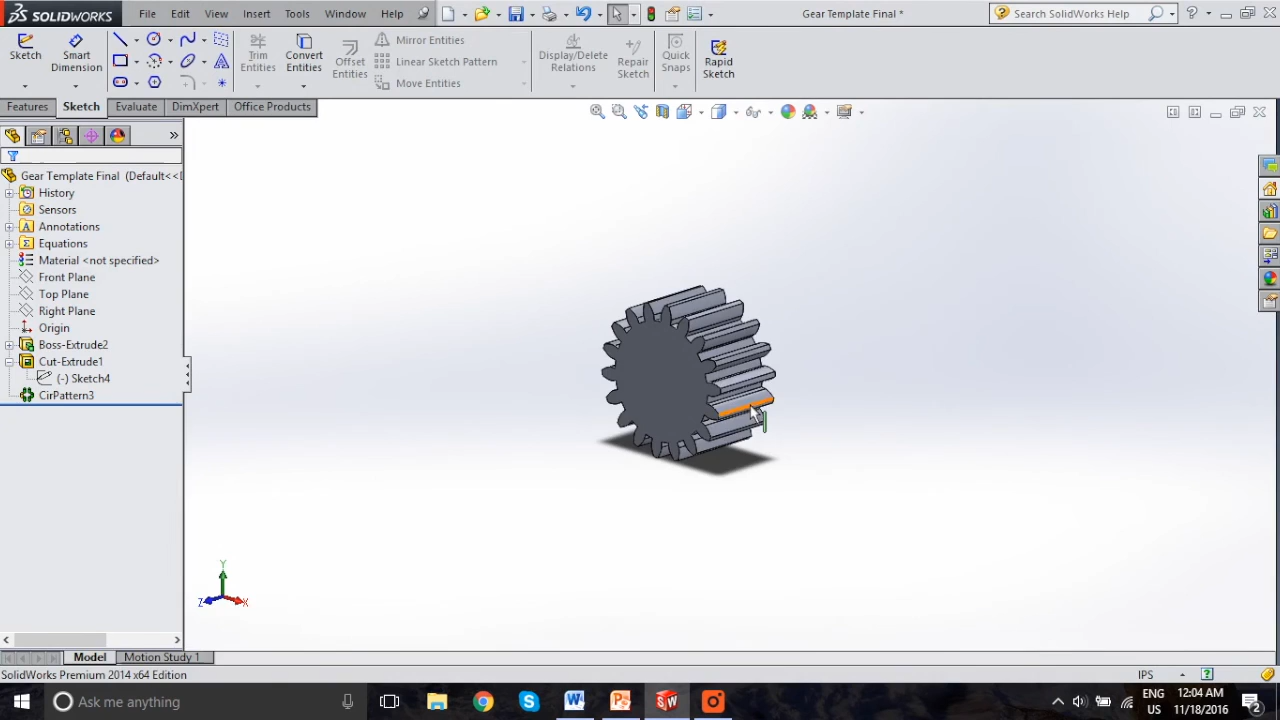 SOLIDWORKS File Edit View Insert Tools Window Help Gear Template Final * Search SolidWorks Help
Sketch Smart Dimension Trim Entities Convert Entities Offset Entities Mirror Entities Linear Sketch Pattern Move Entities Display/Delete Relations Repair Sketch Quick Snaps Rapid Sketch
Features Sketch Evaluate DimXpert Office Products
Gear Template Final (Default<<D
History
Sensors
Annotations
Equations
Material <not specified>
Front Plane
Top Plane
Right Plane
Origin
Boss-Extrude2
Cut-Extrude1
(-) Sketch4
CirPattern3
Y
Z X
Model Motion Study 1
SolidWorks Premium 2014 x64 Edition IPS
Ask me anything
ENG 12:04 AM
US 11/18/2016 2